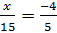 x/15 = -4/5